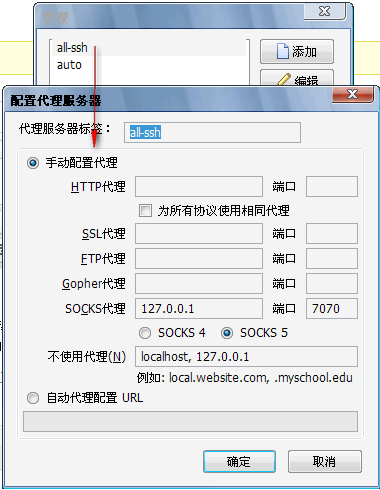 all-ssh
auto
添加
编辑
配置代理服务器
代理服务器标签：
all-ssh
手动配置代理
HTTP代理 端口
为所有协议使用相同代理
SSL代理 端口
FTP代理 端口
Gopher代理 端口
SOCKS代理 127.0.0.1 端口 7070
SOCKS 4 SOCKS 5
不使用代理(N) localhost, 127.0.0.1
例如: local.website.com, .myschool.edu
自动代理配置 URL
确定 取消